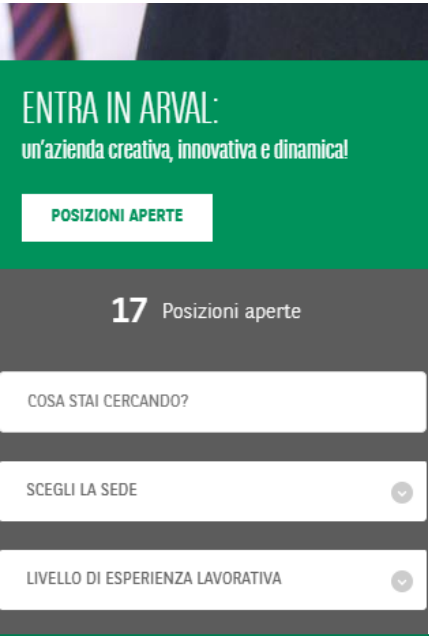 ENTRA IN ARVAL:
un'azienda creativa, innovativa e dinamica!
POSIZIONI APERTE
17 Posizioni aperte
COSA STAI CERCANDO?
SCEGLI LA SEDE
LIVELLO DI ESPERIENZA LAVORATIVA